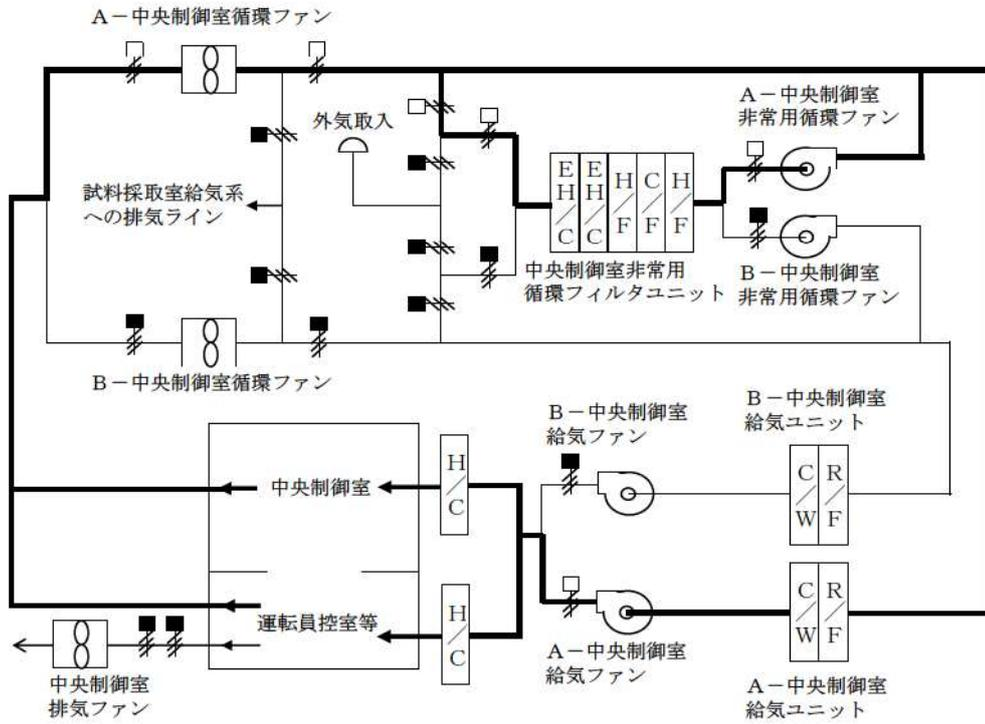 A－中央制御室循環ファン
A－中央制御室
非常用循環ファン
外気取入
試料採取室給気系
への排気ライン
EH/C
EH/C
H/F
C/F
H/F
中央制御室非常用
循環フィルタユニット
B－中央制御室
非常用循環ファン
B－中央制御室循環ファン
B－中央制御室
給気ファン
B－中央制御室
給気ユニット
H/C
C/W
R/F
中央制御室
運転員控室等
H/C
C/W
R/F
A－中央制御室
給気ファン
A－中央制御室
給気ユニット
中央制御室
排気ファン